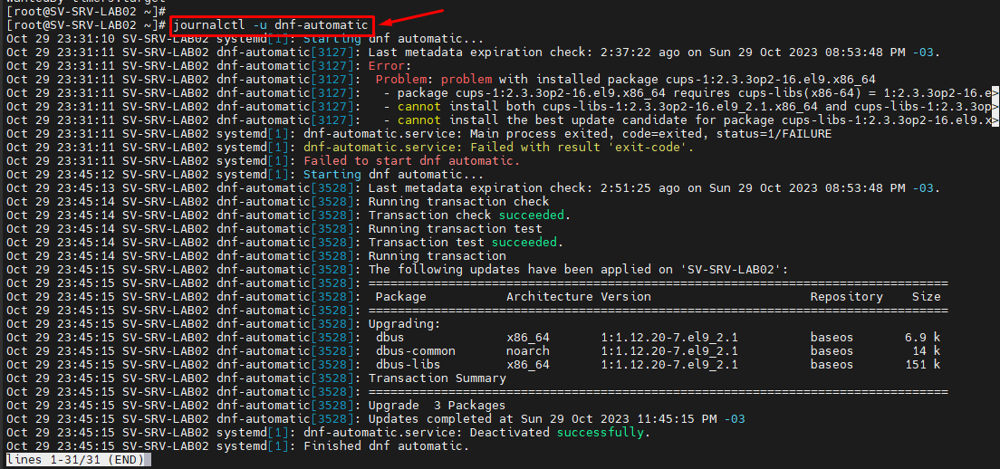 WantedBy=timers.target
[root@SV-SRV-LAB02 ~]#
[root@SV-SRV-LAB02 ~]# journalctl -u dnf-automatic
Oct 29 23:31:10 SV-SRV-LAB02 systemd[1]: Starting dnf automatic...
Oct 29 23:31:11 SV-SRV-LAB02 dnf-automatic[3127]: Last metadata expiration check: 2:37:22 ago on Sun 29 Oct 2023 08:53:48 PM -03.
Oct 29 23:31:11 SV-SRV-LAB02 dnf-automatic[3127]: Error:
Oct 29 23:31:11 SV-SRV-LAB02 dnf-automatic[3127]:  Problem: problem with installed package cups-1:2.3.3op2-16.el9.x86_64
Oct 29 23:31:11 SV-SRV-LAB02 dnf-automatic[3127]:   - package cups-1:2.3.3op2-16.el9.x86_64 requires cups-libs(x86-64) = 1:2.3.3op2-16.e>
Oct 29 23:31:11 SV-SRV-LAB02 dnf-automatic[3127]:   - cannot install both cups-libs-1:2.3.3op2-16.el9_2.1.x86_64 and cups-libs-1:2.3.3op>
Oct 29 23:31:11 SV-SRV-LAB02 dnf-automatic[3127]:   - cannot install the best update candidate for package cups-libs-1:2.3.3op2-16.el9.x>
Oct 29 23:31:11 SV-SRV-LAB02 systemd[1]: dnf-automatic.service: Main process exited, code=exited, status=1/FAILURE
Oct 29 23:31:11 SV-SRV-LAB02 systemd[1]: dnf-automatic.service: Failed with result 'exit-code'.
Oct 29 23:31:11 SV-SRV-LAB02 systemd[1]: Failed to start dnf automatic.
Oct 29 23:45:12 SV-SRV-LAB02 systemd[1]: Starting dnf automatic...
Oct 29 23:45:13 SV-SRV-LAB02 dnf-automatic[3528]: Last metadata expiration check: 2:51:25 ago on Sun 29 Oct 2023 08:53:48 PM -03.
Oct 29 23:45:14 SV-SRV-LAB02 dnf-automatic[3528]: Running transaction check
Oct 29 23:45:14 SV-SRV-LAB02 dnf-automatic[3528]: Transaction check succeeded.
Oct 29 23:45:14 SV-SRV-LAB02 dnf-automatic[3528]: Running transaction test
Oct 29 23:45:14 SV-SRV-LAB02 dnf-automatic[3528]: Transaction test succeeded.
Oct 29 23:45:14 SV-SRV-LAB02 dnf-automatic[3528]: Running transaction
Oct 29 23:45:15 SV-SRV-LAB02 dnf-automatic[3528]: The following updates have been applied on 'SV-SRV-LAB02':
Oct 29 23:45:15 SV-SRV-LAB02 dnf-automatic[3528]: ================================================================================
Oct 29 23:45:15 SV-SRV-LAB02 dnf-automatic[3528]:  Package           Architecture Version                       Repository    Size
Oct 29 23:45:15 SV-SRV-LAB02 dnf-automatic[3528]: ================================================================================
Oct 29 23:45:15 SV-SRV-LAB02 dnf-automatic[3528]: Upgrading:
Oct 29 23:45:15 SV-SRV-LAB02 dnf-automatic[3528]:  dbus              x86_64       1:1.12.20-7.el9_2.1           baseos       6.9 k
Oct 29 23:45:15 SV-SRV-LAB02 dnf-automatic[3528]:  dbus-common       noarch       1:1.12.20-7.el9_2.1           baseos        14 k
Oct 29 23:45:15 SV-SRV-LAB02 dnf-automatic[3528]:  dbus-libs         x86_64       1:1.12.20-7.el9_2.1           baseos       151 k
Oct 29 23:45:15 SV-SRV-LAB02 dnf-automatic[3528]: Transaction Summary
Oct 29 23:45:15 SV-SRV-LAB02 dnf-automatic[3528]: ================================================================================
Oct 29 23:45:15 SV-SRV-LAB02 dnf-automatic[3528]: Upgrade  3 Packages
Oct 29 23:45:15 SV-SRV-LAB02 dnf-automatic[3528]: Updates completed at Sun 29 Oct 2023 11:45:15 PM -03
Oct 29 23:45:15 SV-SRV-LAB02 systemd[1]: dnf-automatic.service: Deactivated successfully.
Oct 29 23:45:15 SV-SRV-LAB02 systemd[1]: Finished dnf automatic.
lines 1-31/31 (END)